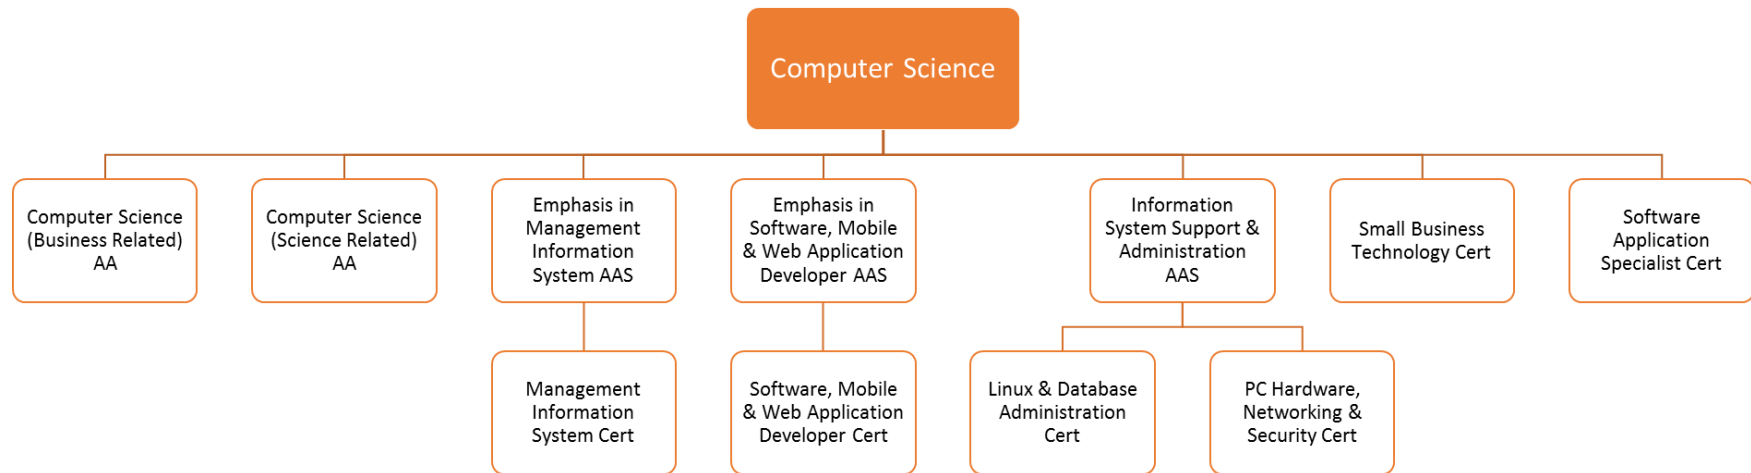 Computer Science
Computer Science
(Business Related)
AA
Computer Science
(Science Related)
AA
Emphasis in
Management
Information
System AAS
Emphasis in
Software, Mobile
& Web Application
Developer AAS
Information
System Support &
Administration
AAS
Small Business
Technology Cert
Software
Application
Specialist Cert
Management
Information
System Cert
Software, Mobile
& Web Application
Developer Cert
Linux & Database
Administration
Cert
PC Hardware,
Networking &
Security Cert